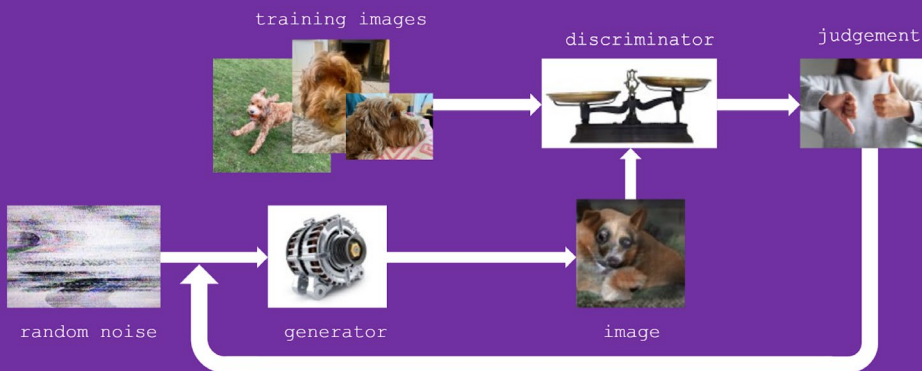 training images
discriminator
judgement
random noise
generator
image